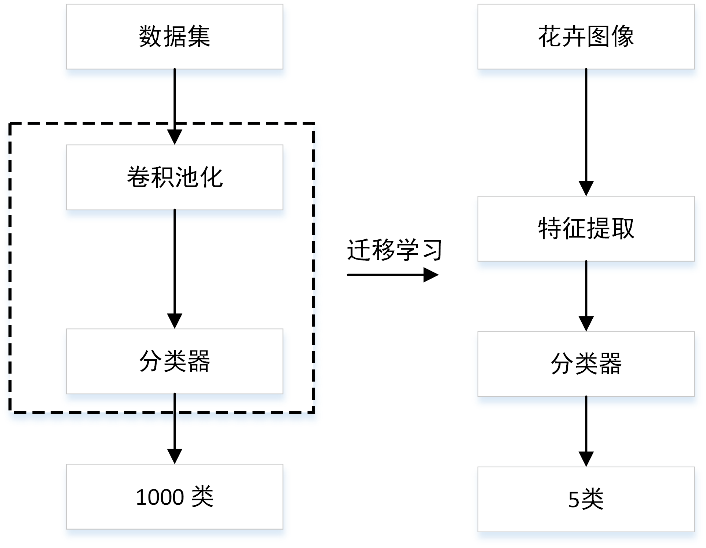 数据集
卷积池化
分类器
1000 类
迁移学习
花卉图像
特征提取
分类器
5类